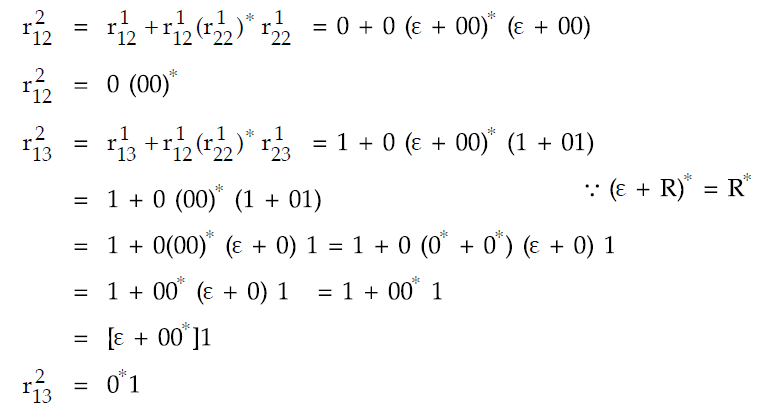 r²₁₂ = r¹₁₂ + r¹₁₂ (r¹₂₂)* r¹₂₂ = 0 + 0 (ε + 00)* (ε + 00)
r²₁₂ = 0 (00)*
r²₁₃ = r¹₁₃ + r¹₁₂ (r¹₂₂)* r¹₂₃ = 1 + 0 (ε + 00)* (1 + 01)
= 1 + 0 (00)* (1 + 01) ∵ (ε + R)* = R*
= 1 + 0(00)* (ε + 0) 1 = 1 + 0 (0* + 0*) (ε + 0) 1
= 1 + 00* (ε + 0) 1 = 1 + 00* 1
= [ε + 00*]1
r²₁₃ = 0*1